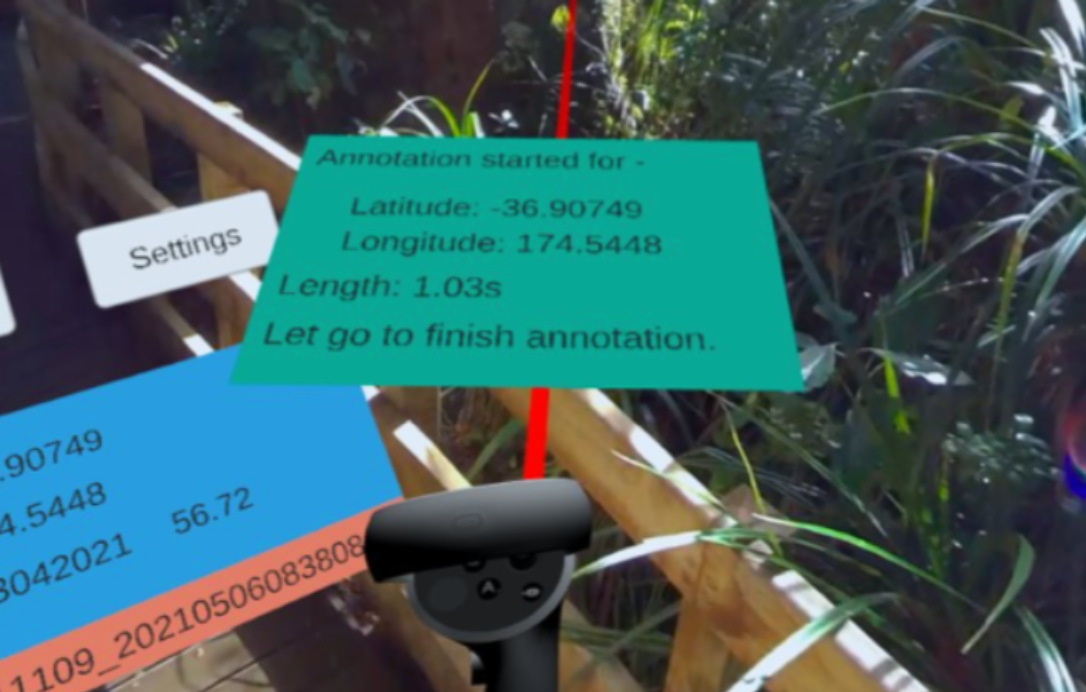 Annotation started for -
Latitude: -36.90749
Longitude: 174.5448
Length: 1.03s
Let go to finish annotation.
Settings
.90749
4.5448
3042021 56.72
1109_20210506083808
A